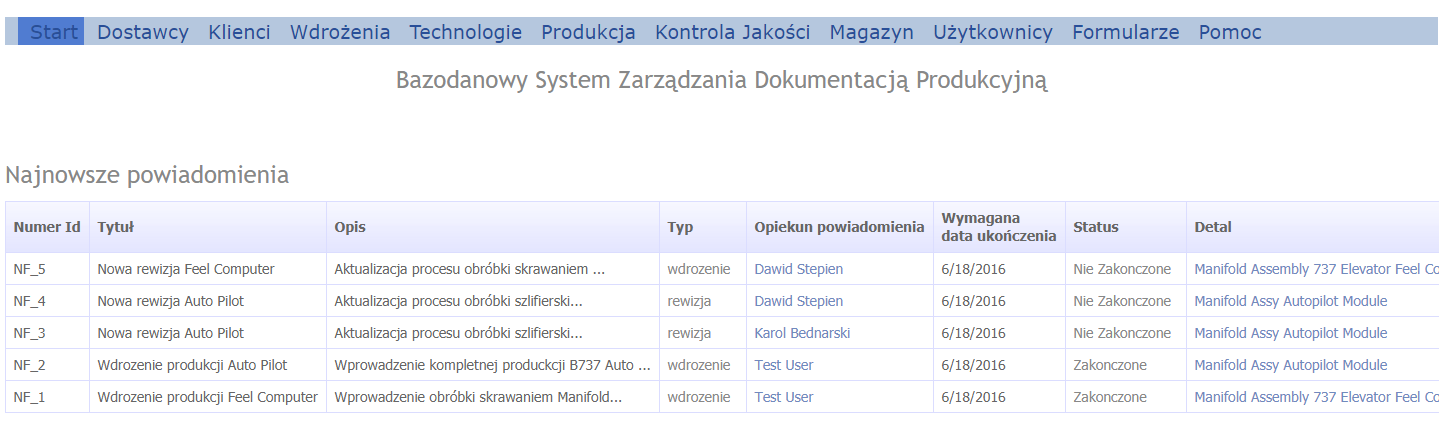 Start Dostawcy Klienci Wdrożenia Technologie Produkcja Kontrola Jakości Magazyn Użytkownicy Formularze Pomoc
Bazodanowy System Zarządzania Dokumentacją Produkcyjną
Najnowsze powiadomienia
Numer Id Tytuł Opis Typ Opiekun powiadomienia Wymagana data ukończenia Status Detal
NF_5 Nowa rewizja Feel Computer Aktualizacja procesu obróbki skrawaniem ... wdrozenie Dawid Stepien 6/18/2016 Nie Zakonczone Manifold Assembly 737 Elevator Feel Co
NF_4 Nowa rewizja Auto Pilot Aktualizacja procesu obróbki szlifierski... rewizja Dawid Stepien 6/18/2016 Nie Zakonczone Manifold Assy Autopilot Module
NF_3 Nowa rewizja Auto Pilot Aktualizacja procesu obróbki szlifierski... rewizja Karol Bednarski 6/18/2016 Nie Zakonczone Manifold Assy Autopilot Module
NF_2 Wdrozenie produkcji Auto Pilot Wprowadzenie kompletnej produckcji B737 Auto ... wdrozenie Test User 6/18/2016 Zakonczone Manifold Assy Autopilot Module
NF_1 Wdrozenie produkcji Feel Computer Wprowadzenie obróbki skrawaniem Manifold... wdrozenie Test User 6/18/2016 Zakonczone Manifold Assembly 737 Elevator Feel Co